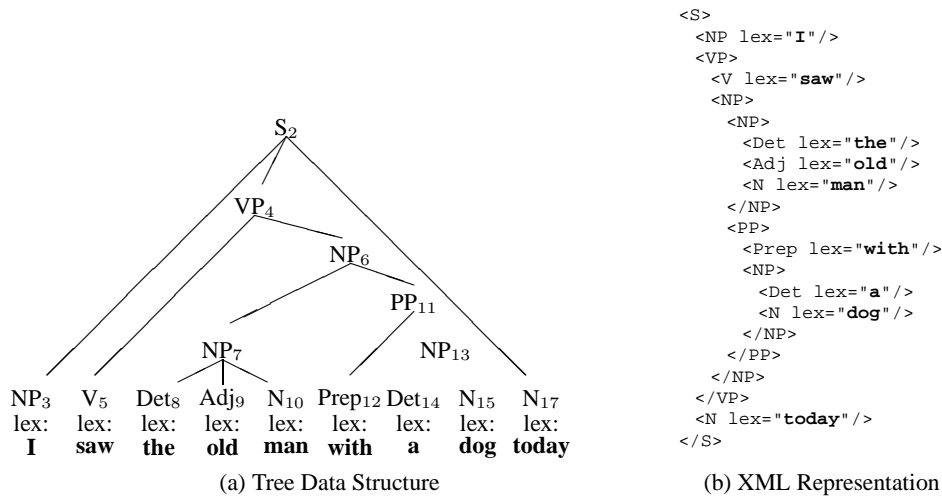 S2
VP4
NP6
PP11
NP7 NP13
NP3 V5 Det8 Adj9 N10 Prep12 Det14 N15 N17
lex: lex: lex: lex: lex: lex: lex: lex: lex:
I saw the old man with a dog today
(a) Tree Data Structure
<S>
<NP lex="I"/>
<VP>
<V lex="saw"/>
<NP>
<NP>
<Det lex="the"/>
<Adj lex="old"/>
<N lex="man"/>
</NP>
<PP>
<Prep lex="with"/>
<NP>
<Det lex="a"/>
<N lex="dog"/>
</NP>
</PP>
</NP>
</VP>
<N lex="today"/>
</S>
(b) XML Representation